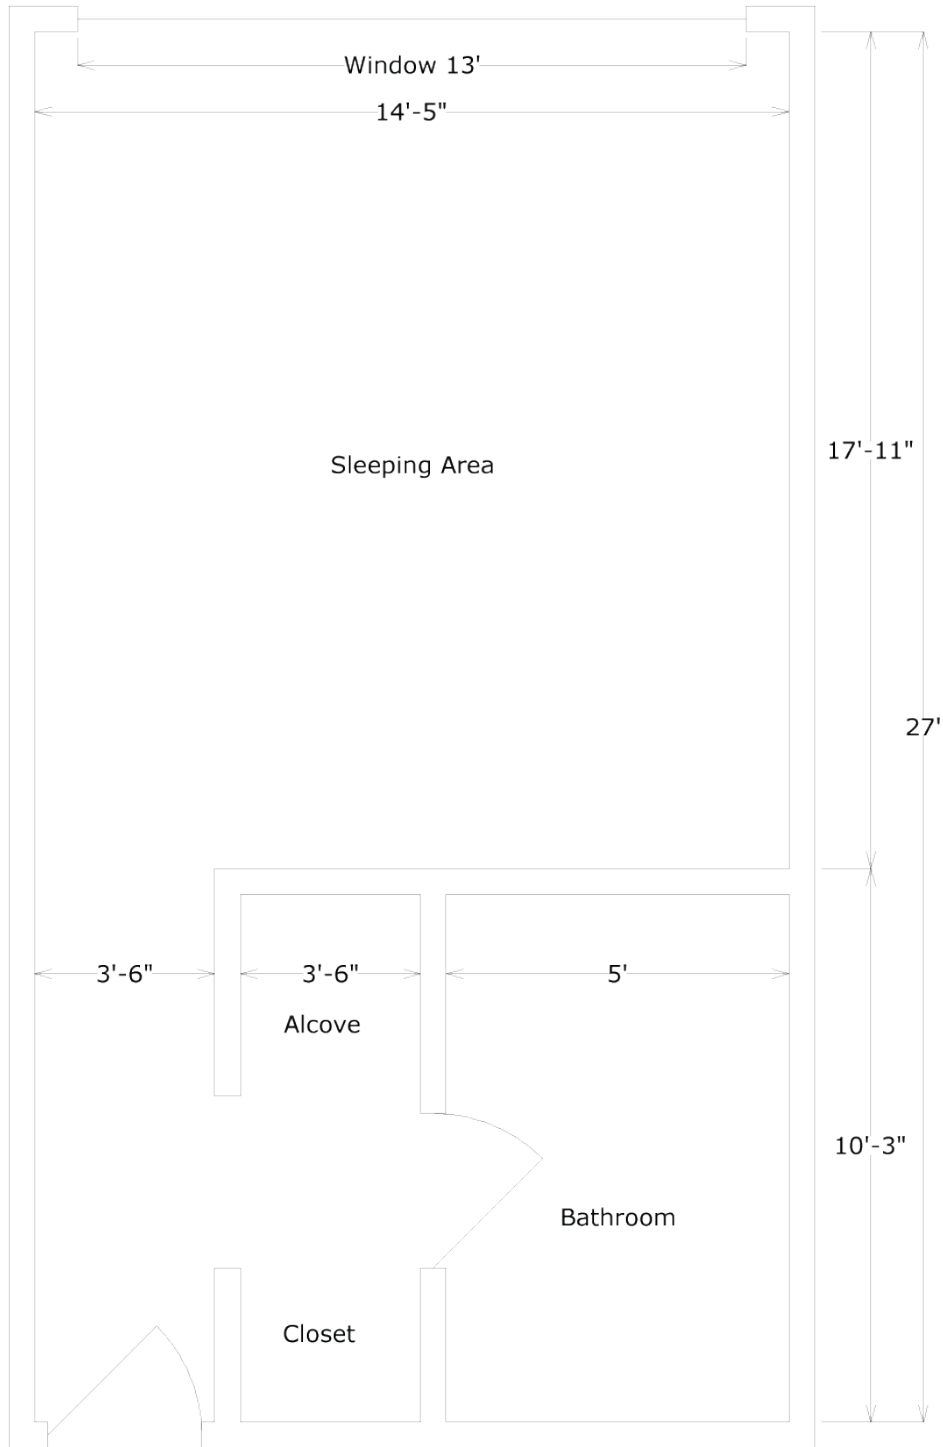 Window 13'
14'-5"
Sleeping Area
17'-11"
27'
3'-6"
3'-6"
5'
Alcove
10'-3"
Bathroom
Closet